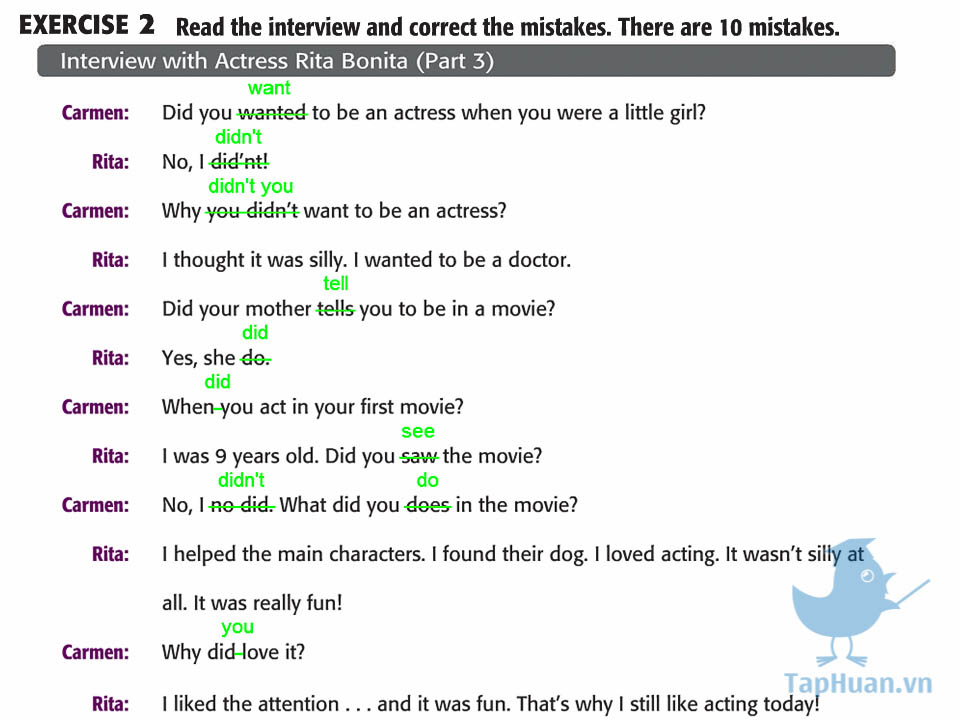 EXERCISE 2 Read the interview and correct the mistakes. There are 10 mistakes.
Interview with Actress Rita Bonita (Part 3)
want
Carmen: Did you wanted to be an actress when you were a little girl?
didn't
Rita: No, I did'nt!
didn't you
Carmen: Why you didn't want to be an actress?
Rita: I thought it was silly. I wanted to be a doctor.
tell
Carmen: Did your mother tells you to be in a movie?
did
Rita: Yes, she do.
did
Carmen: When you act in your first movie?
see
Rita: I was 9 years old. Did you saw the movie?
didn't do
Carmen: No, I no did. What did you does in the movie?
Rita: I helped the main characters. I found their dog. I loved acting. It wasn't silly at
all. It was really fun!
you
Carmen: Why did love it?
Rita: I liked the attention . . . and it was fun. That's why I still like acting today!
TapHuan.vn